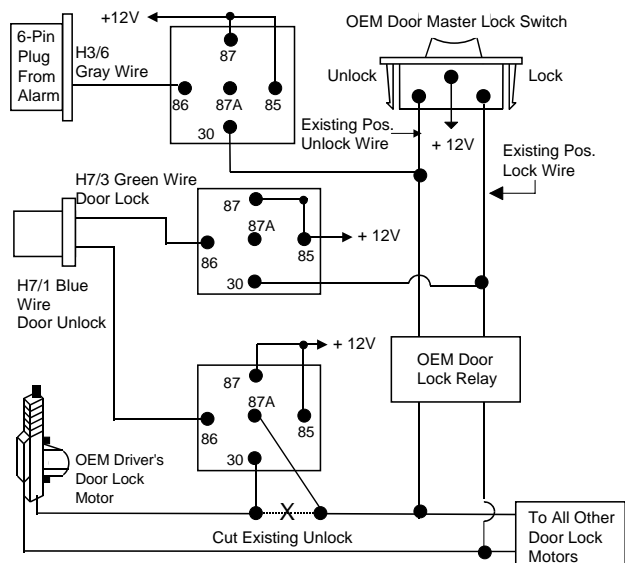 +12V
6-Pin
Plug
From
Alarm
H3/6
Gray Wire
87
86
87A
85
30
OEM Door Master Lock Switch
Unlock
Lock
Existing Pos.
Unlock Wire
+ 12V
Existing Pos.
Lock Wire
H7/3 Green Wire
Door Lock
87
87A
86
85
+ 12V
30
H7/1 Blue
Wire
Door Unlock
+ 12V
87
87A
86
85
30
OEM Door
Lock Relay
OEM Driver's
Door Lock
Motor
X
Cut Existing Unlock
To All Other
Door Lock
Motors